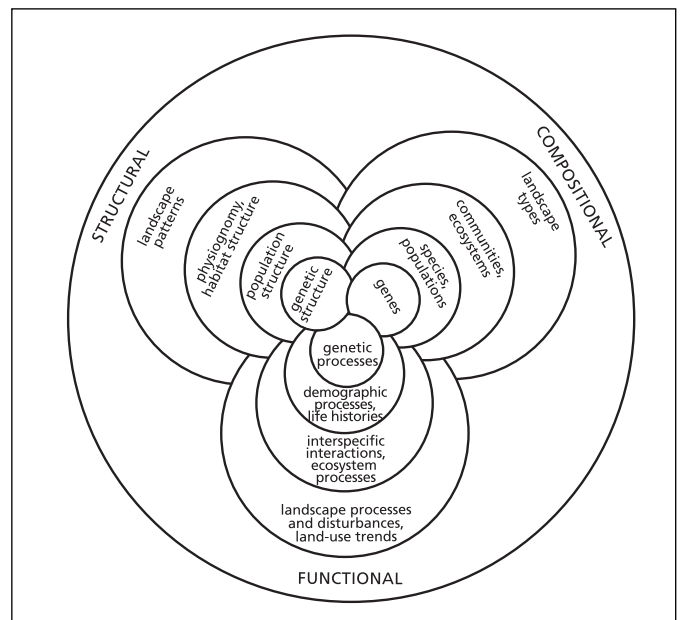 STRUCTURAL
COMPOSITIONAL
landscape
patterns
physiognomy,
habitat structure
population
structure
genetic
structure
landscape
types
communities,
ecosystems
species,
populations
genes
genetic
processes
demographic
processes,
life histories
interspecific
interactions,
ecosystem
processes
landscape processes
and disturbances,
land-use trends
FUNCTIONAL